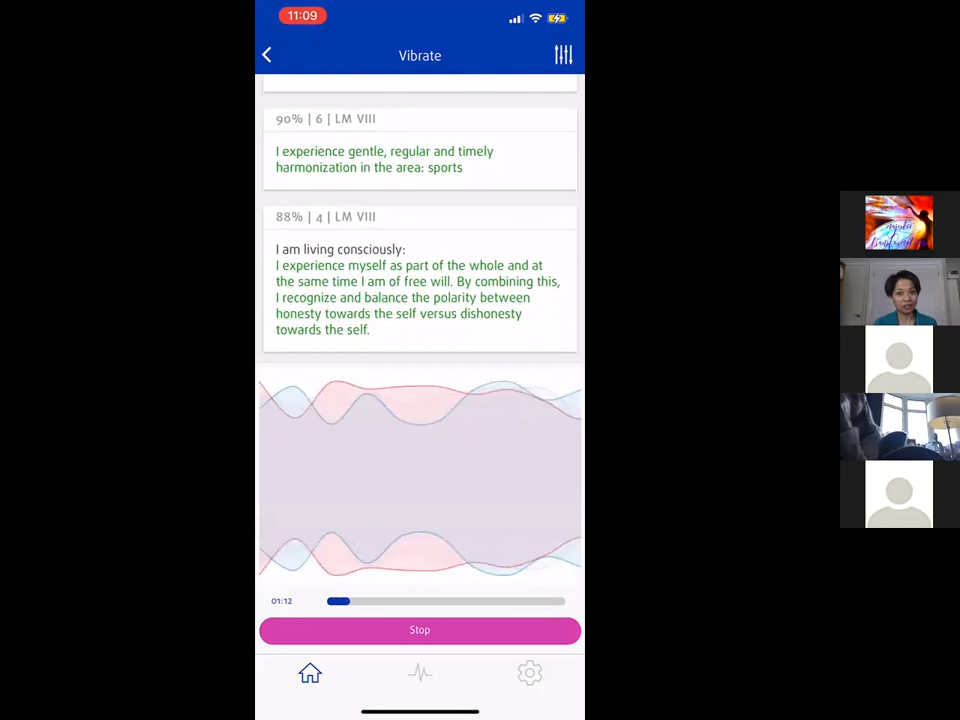 11:09
Vibrate
90% | 6 | LM VIII
I experience gentle, regular and timely
harmonization in the area: sports
88% | 4 | LM VIII
I am living consciously:
I experience myself as part of the whole and at
the same time I am of free will. By combining this,
I recognize and balance the polarity between
honesty towards the self versus dishonesty
towards the self.
01:12
Stop